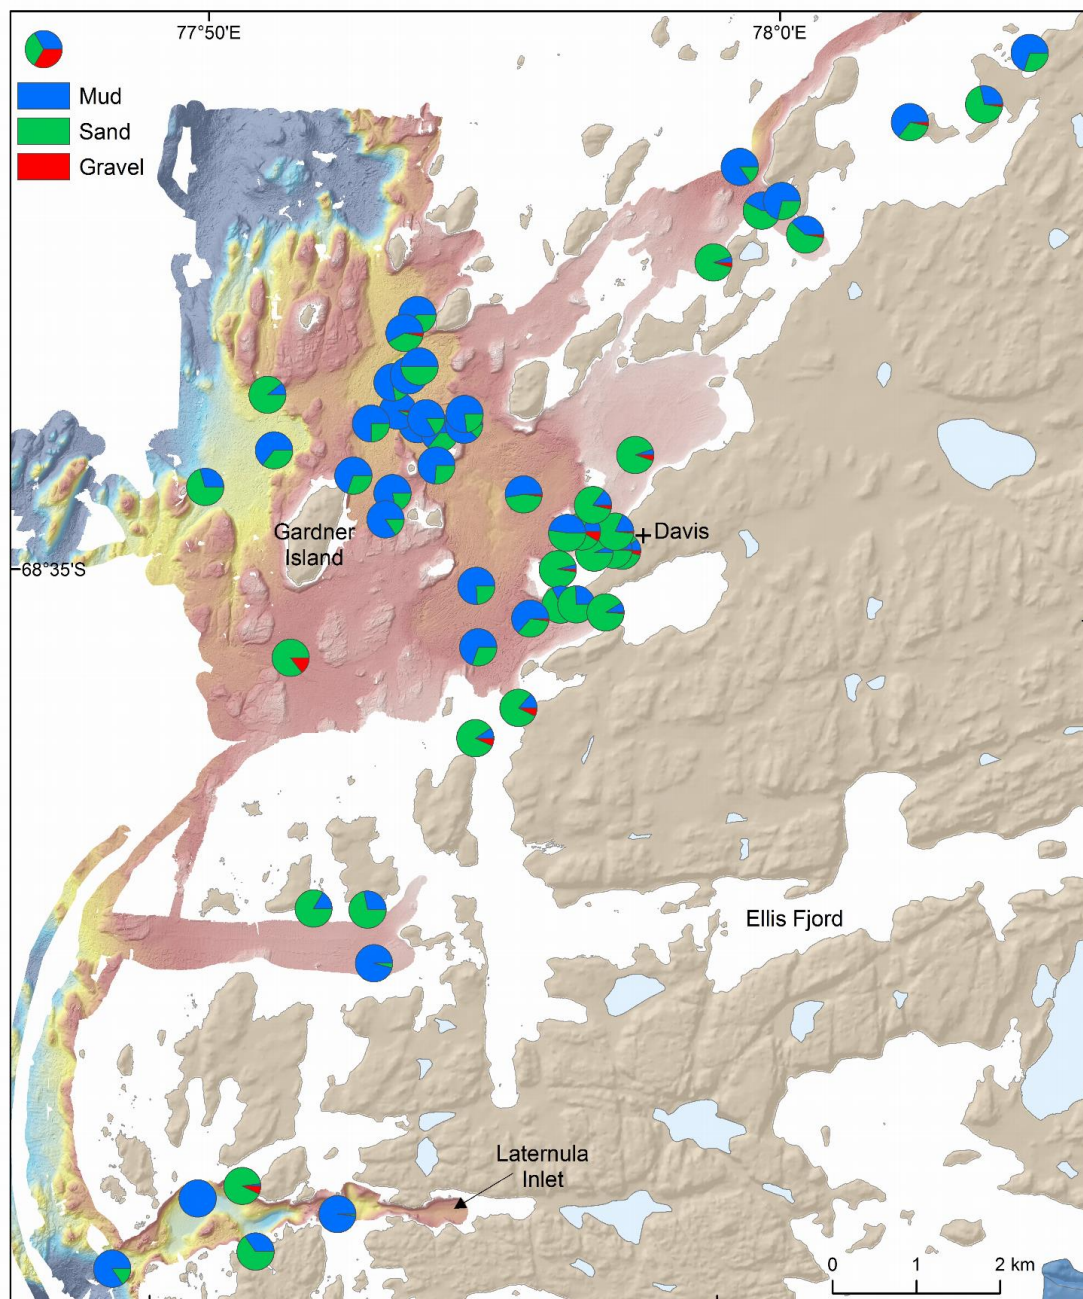 77°50'E
78°0'E
Mud
Sand
Gravel
Gardner
Island
Davis
68°35'S
Ellis Fjord
Laternula
Inlet
0 1 2 km